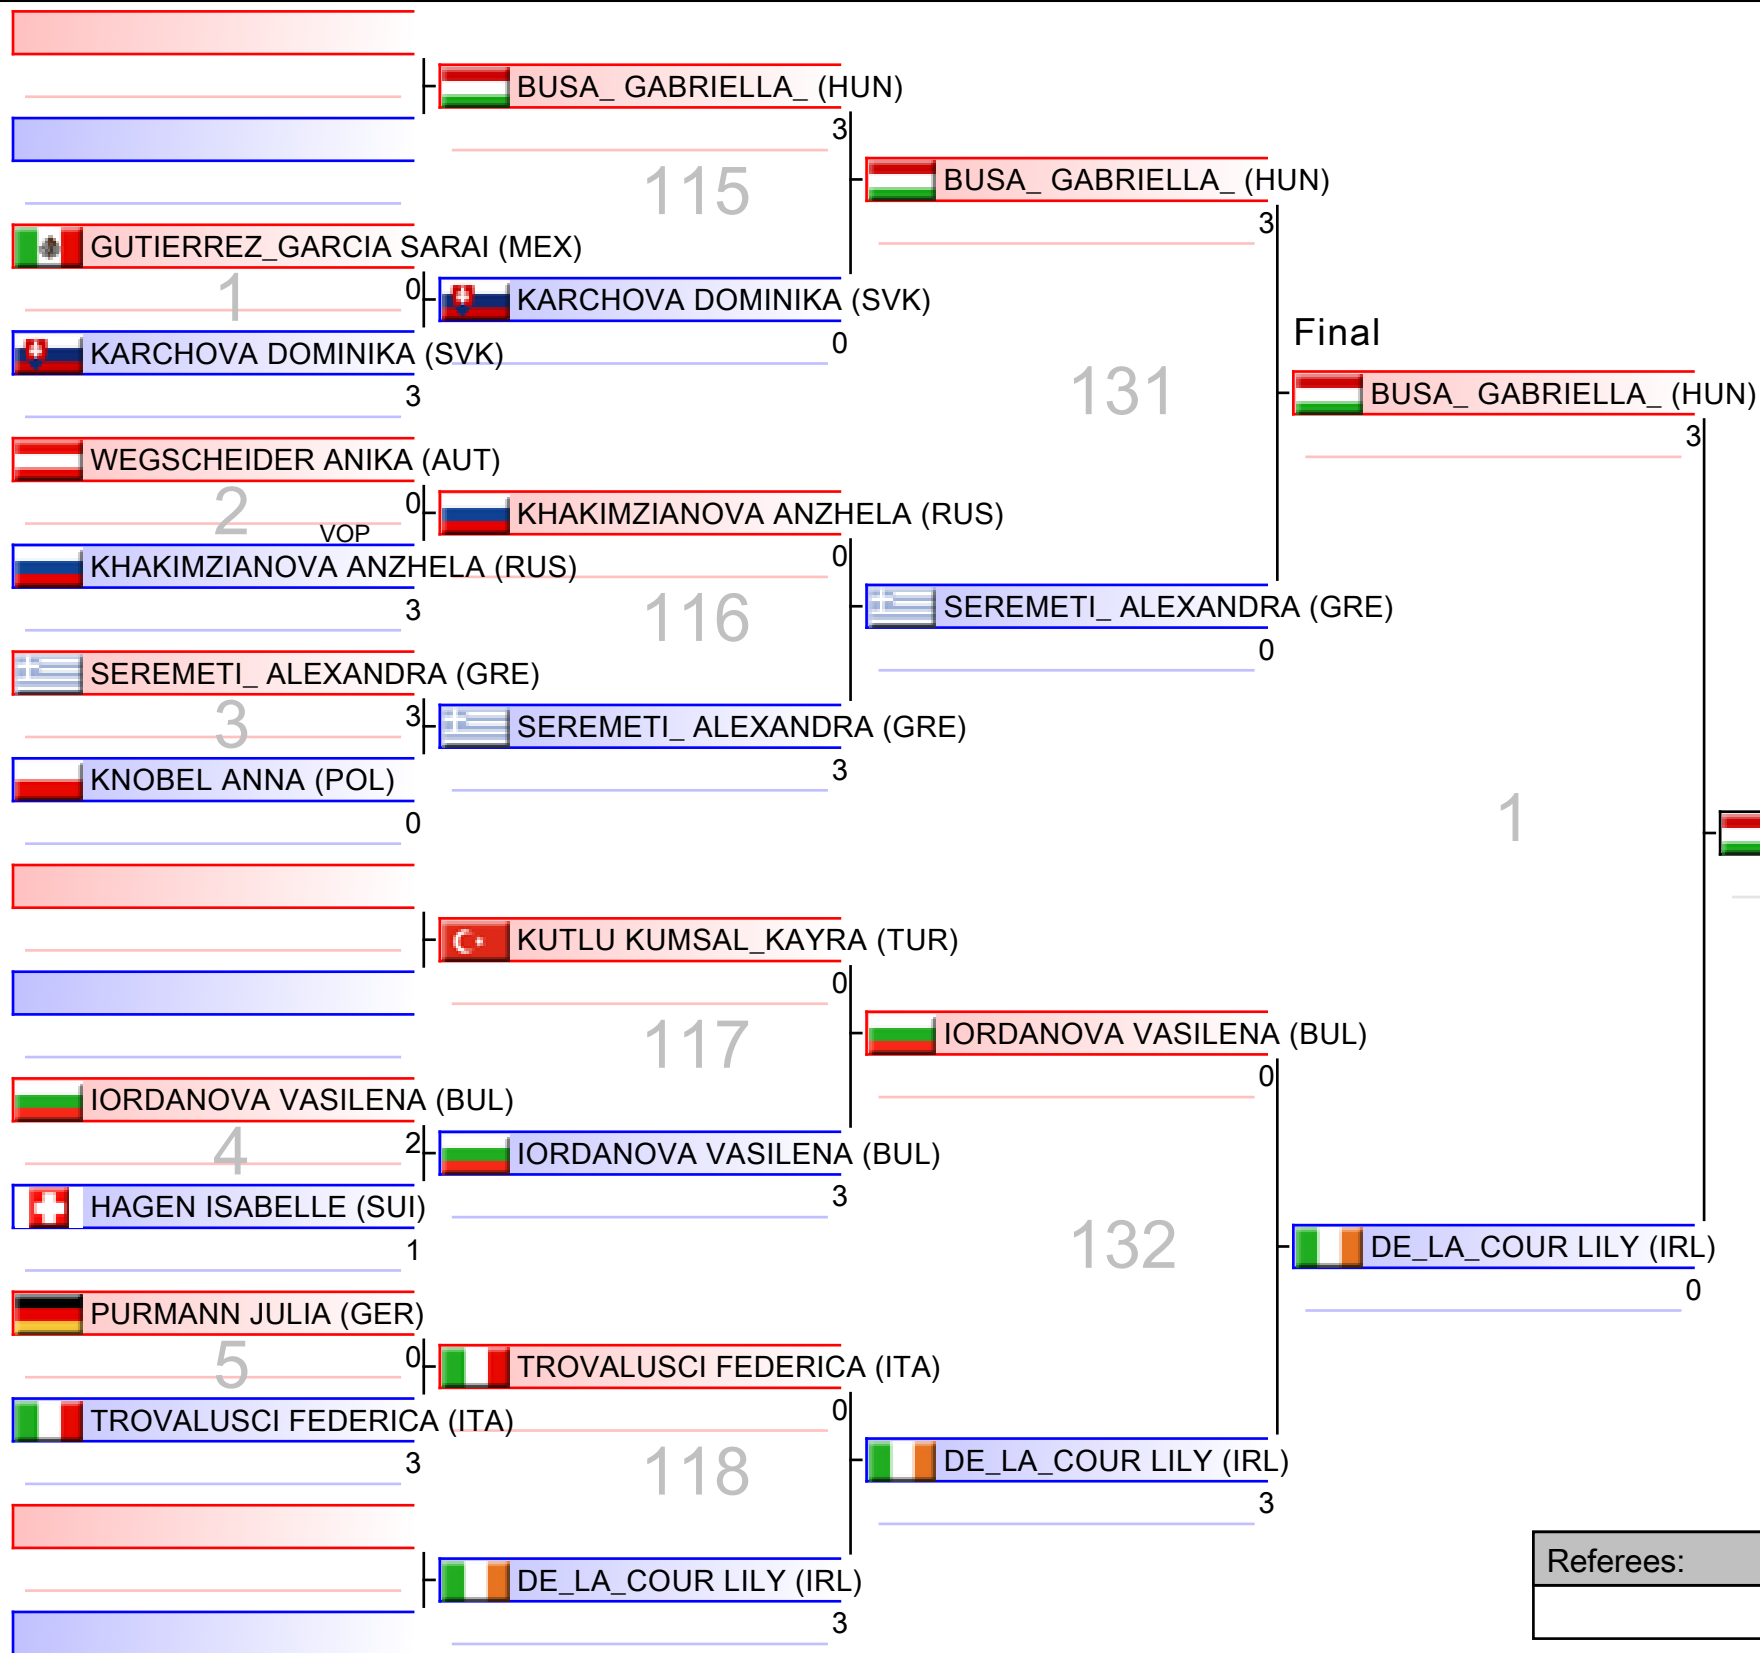 BUSA_ GABRIELLA_ (HUN)
3
115
BUSA_ GABRIELLA_ (HUN)
3
GUTIERREZ_GARCIA SARAI (MEX)
1
0
KARCHOVA DOMINIKA (SVK)
0
KARCHOVA DOMINIKA (SVK)
3
131
Final
BUSA_ GABRIELLA_ (HUN)
3
WEGSCHEIDER ANIKA (AUT)
2
0
VOP
KHAKIMZIANOVA ANZHELA (RUS)
0
KHAKIMZIANOVA ANZHELA (RUS)
3
116
SEREMETI_ ALEXANDRA (GRE)
0
SEREMETI_ ALEXANDRA (GRE)
3
3
SEREMETI_ ALEXANDRA (GRE)
3
KNOBEL ANNA (POL)
0
1
KUTLU KUMSAL_KAYRA (TUR)
0
117
IORDANOVA VASILENA (BUL)
0
IORDANOVA VASILENA (BUL)
4
2
IORDANOVA VASILENA (BUL)
3
HAGEN ISABELLE (SUI)
1
132
DE_LA_COUR LILY (IRL)
0
PURMANN JULIA (GER)
5
0
TROVALUSCI FEDERICA (ITA)
0
TROVALUSCI FEDERICA (ITA)
3
118
DE_LA_COUR LILY (IRL)
3
DE_LA_COUR LILY (IRL)
3
Referees: